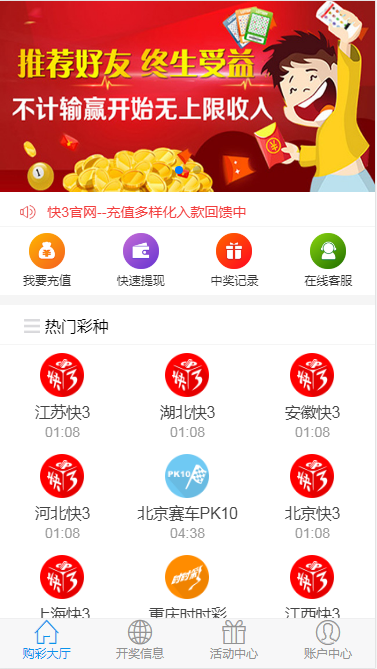 推荐好友 终生受益
不计输赢开始无上限收入
快3官网--充值多样化入款回馈中
我要充值 快速提现 中奖记录 在线客服
热门彩种
快3 快3 快3
江苏快3 湖北快3 安徽快3
01:08 01:08 01:08
快3 PK10 快3
河北快3 北京赛车PK10 北京快3
01:08 04:38 01:08
快3 时时彩 快3
上海快3 重庆时时彩 江西快3
购彩大厅 开奖信息 活动中心 账户中心